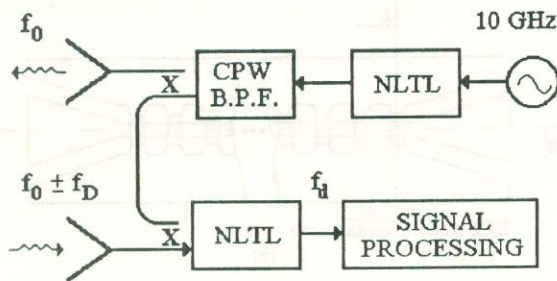 f0
10 GHz
X
CPW
B.P.F.
NLTL
f0 ± fD
fd
X
NLTL
SIGNAL
PROCESSING